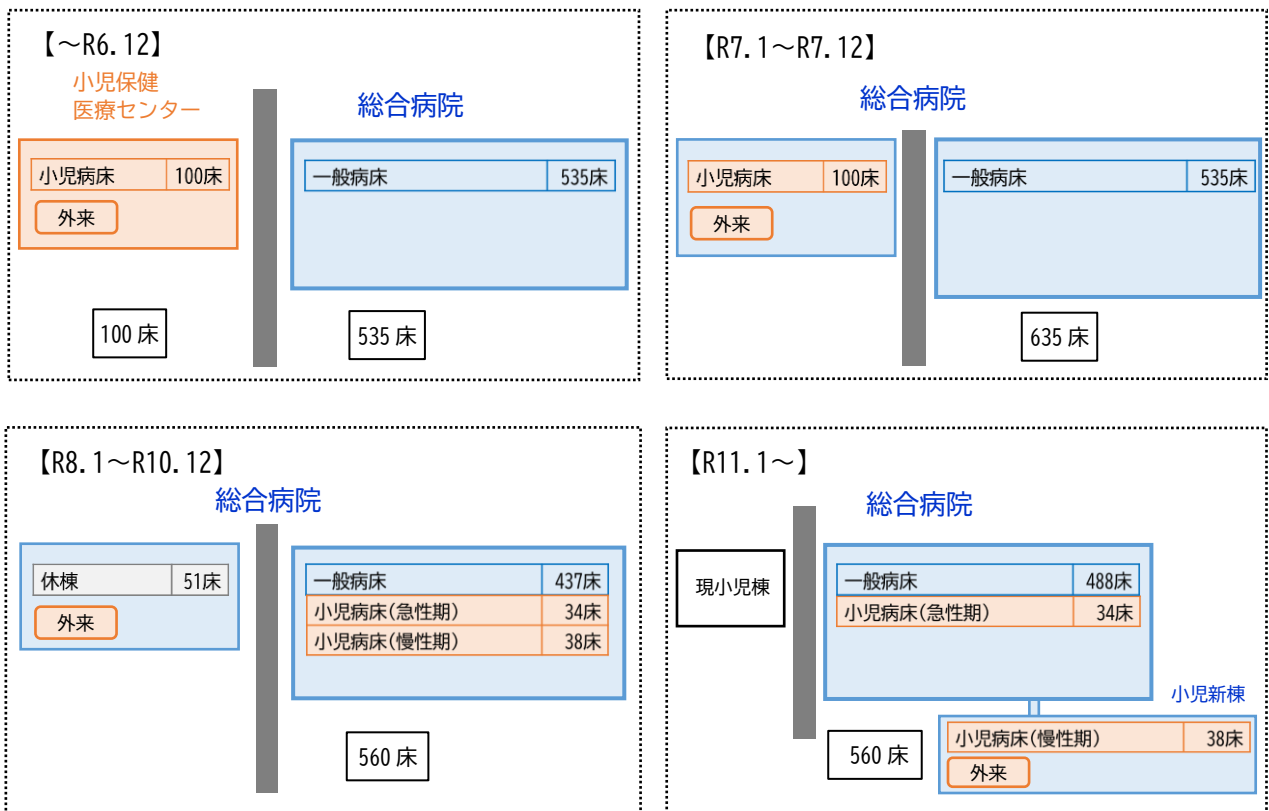 【~R6.12】
小児保健
医療センター
総合病院
小児病床 100床
外来
一般病床 535床
100床
535床
【R7.1~R7.12】
総合病院
小児病床 100床
外来
一般病床 535床
635床
【R8.1~R10.12】
総合病院
休棟 51床
外来
一般病床 437床
小児病床(急性期) 34床
小児病床(慢性期) 38床
560床
【R11.1~】
総合病院
現小児棟
一般病床 488床
小児病床(急性期) 34床
小児新棟
小児病床(慢性期) 38床
外来
560床